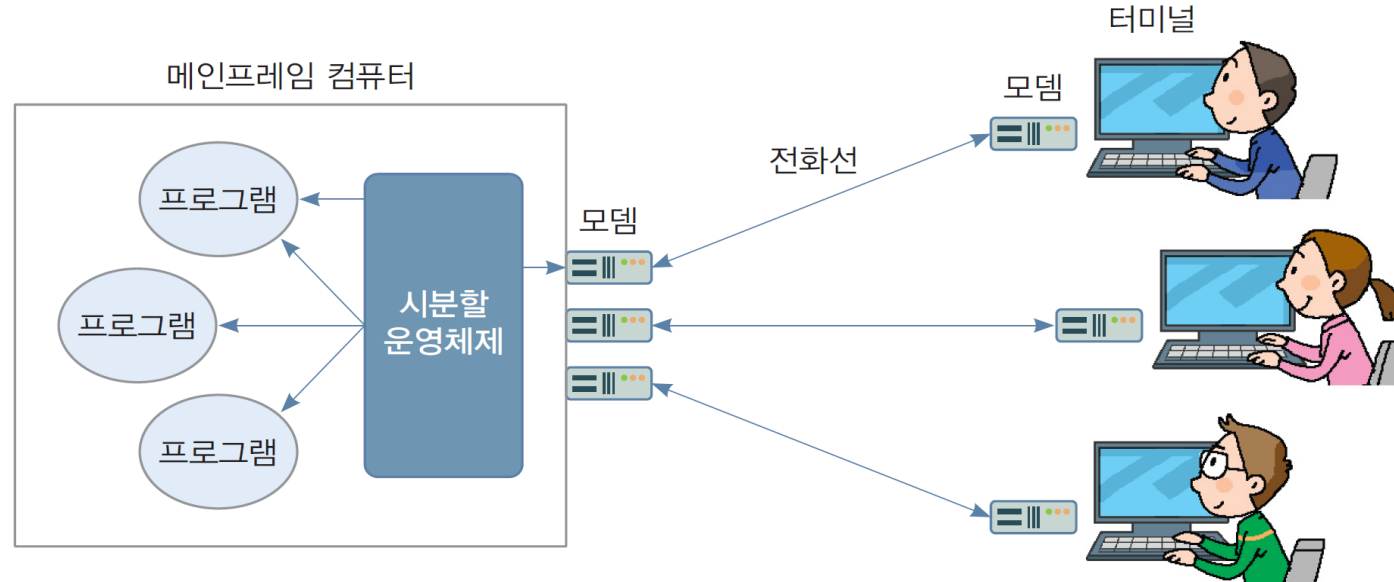 터미널
메인프레임 컴퓨터
모뎀
전화선
프로그램
모뎀
프로그램
시분할
운영체제
프로그램